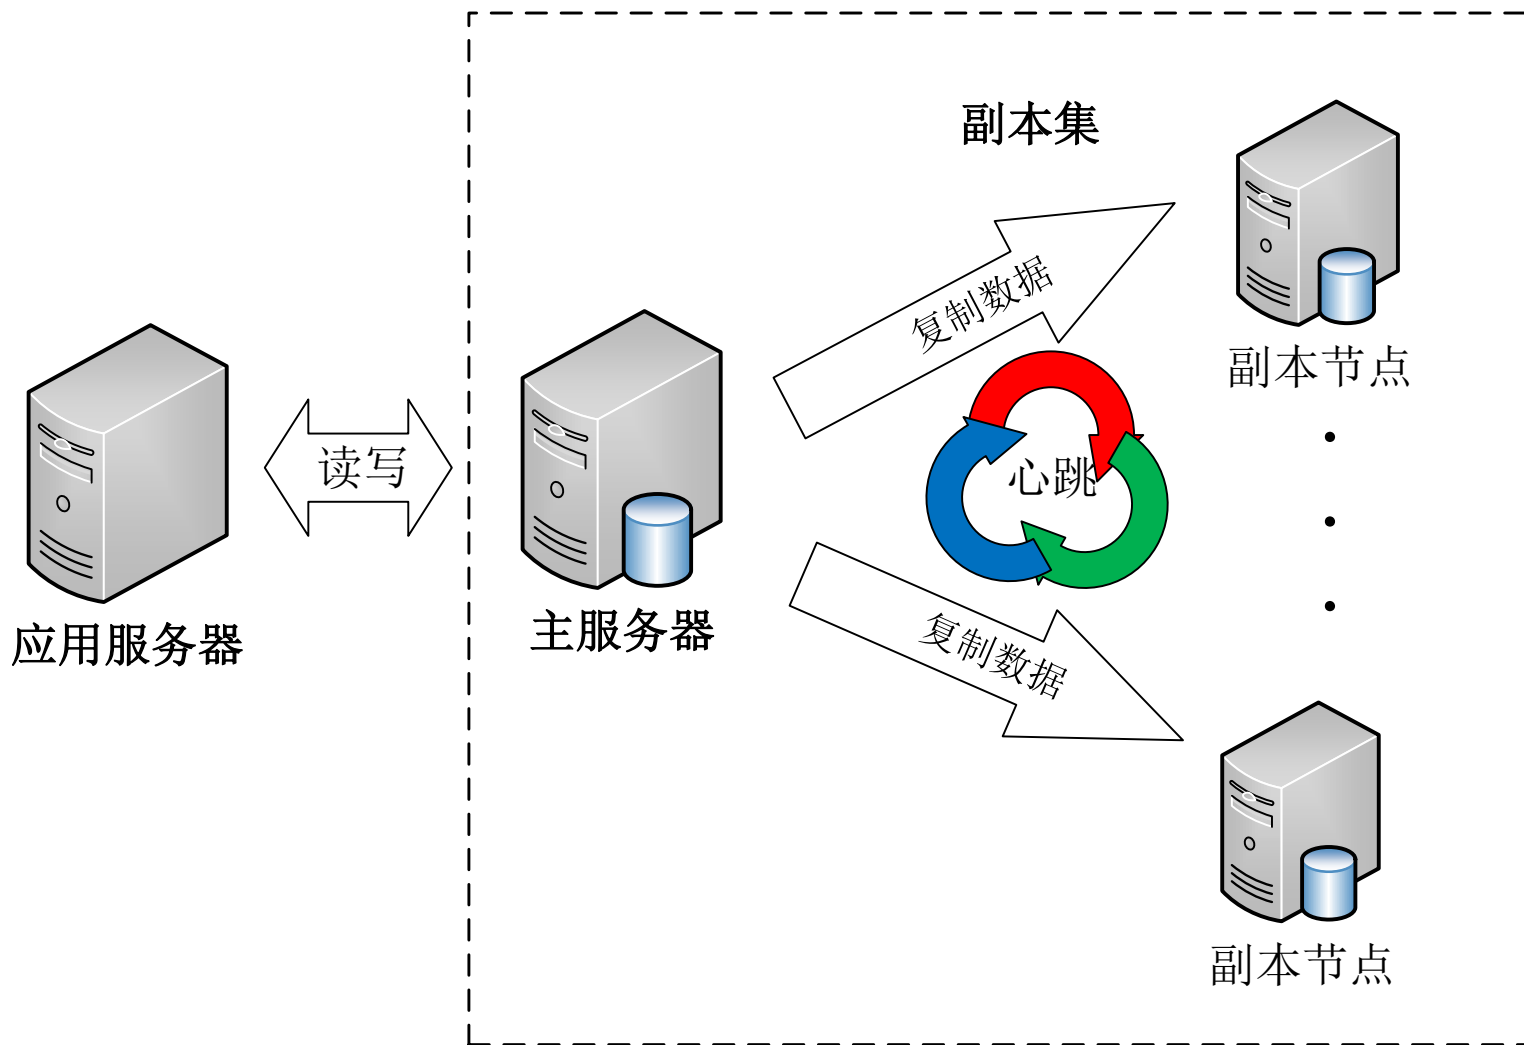 副本集
复制数据
副本节点
读写
心跳
应用服务器
主服务器
复制数据
副本节点